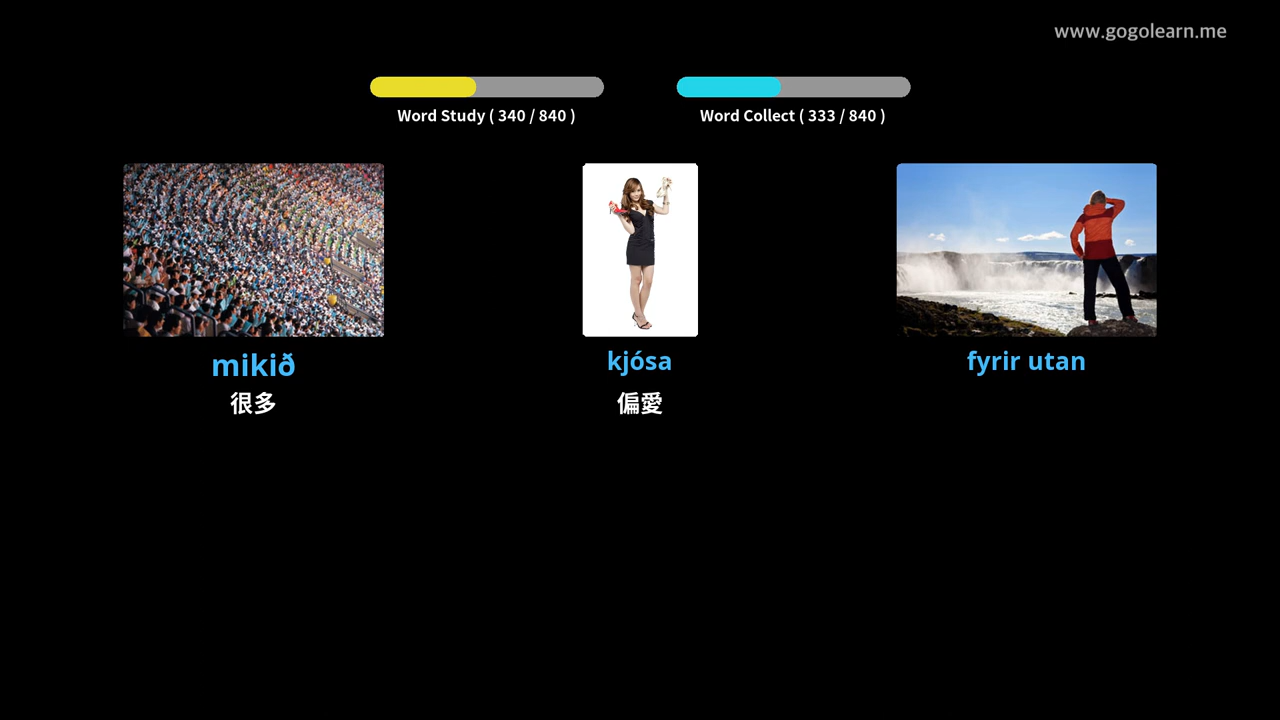 www.gogolearn.me
Word Study ( 340 / 840 )
Word Collect ( 333 / 840 )
mikið
kjósa
fyrir utan
很多
偏愛